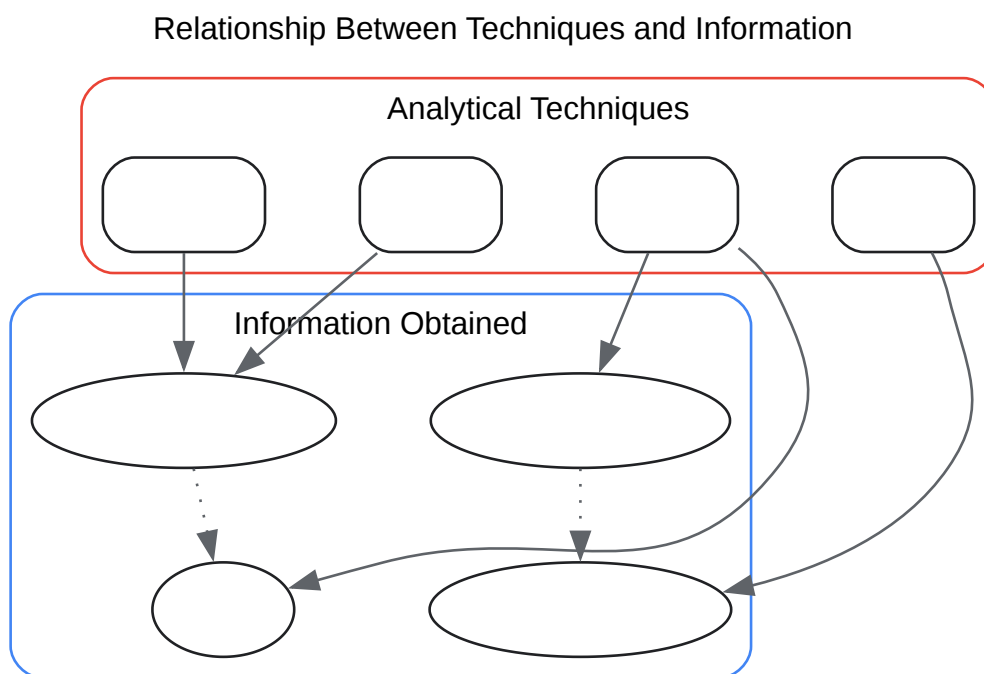 Relationship Between Techniques and Information
Analytical Techniques
Information Obtained